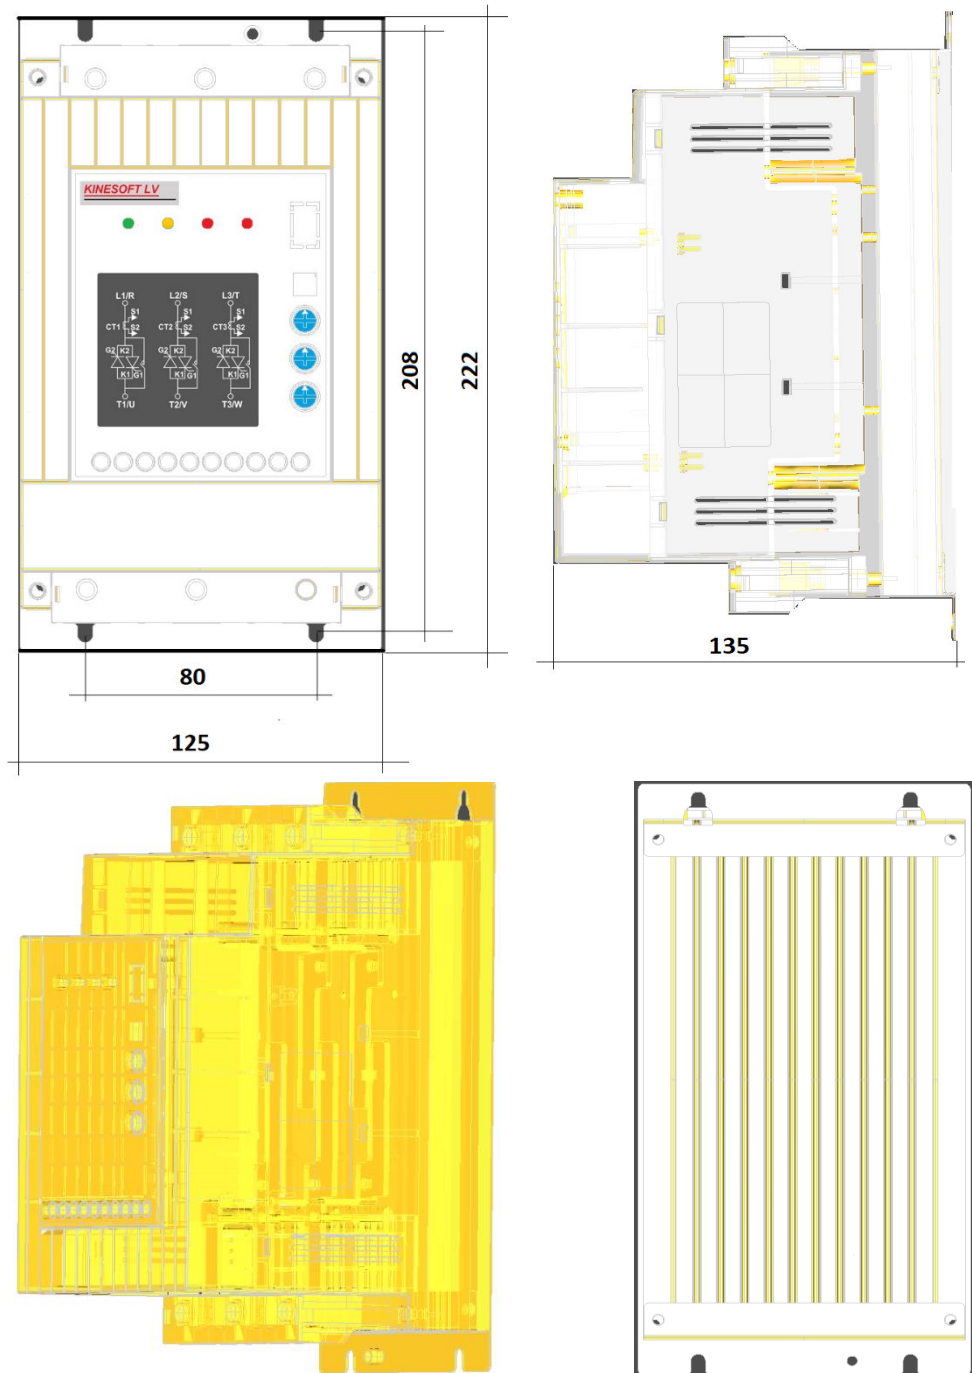 KINESOFT LV
L1/R L2/S L3/T
S1 S1 S1
CT1 S2 CT2 S2 CT3 S2
G2 K2 G2 K2 G2 K2
K1 G1 K1 G1 K1 G1
T1/U T2/V T3/W
208
222
80
125
135